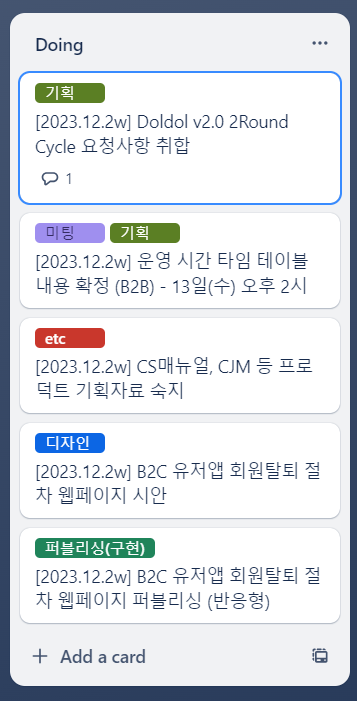 Doing
기획
[2023.12.2w] Doldol v2.0 2Round
Cycle 요청사항 취합
1
미팅 기획
[2023.12.2w] 운영 시간 타임 테이블
내용 확정 (B2B) - 13일(수) 오후 2시
etc
[2023.12.2w] CS매뉴얼, CJM 등 프로
덕트 기획자료 숙지
디자인
[2023.12.2w] B2C 유저앱 회원탈퇴 절
차 웹페이지 시안
퍼블리싱(구현)
[2023.12.2w] B2C 유저앱 회원탈퇴 절
차 웹페이지 퍼블리싱 (반응형)
Add a card